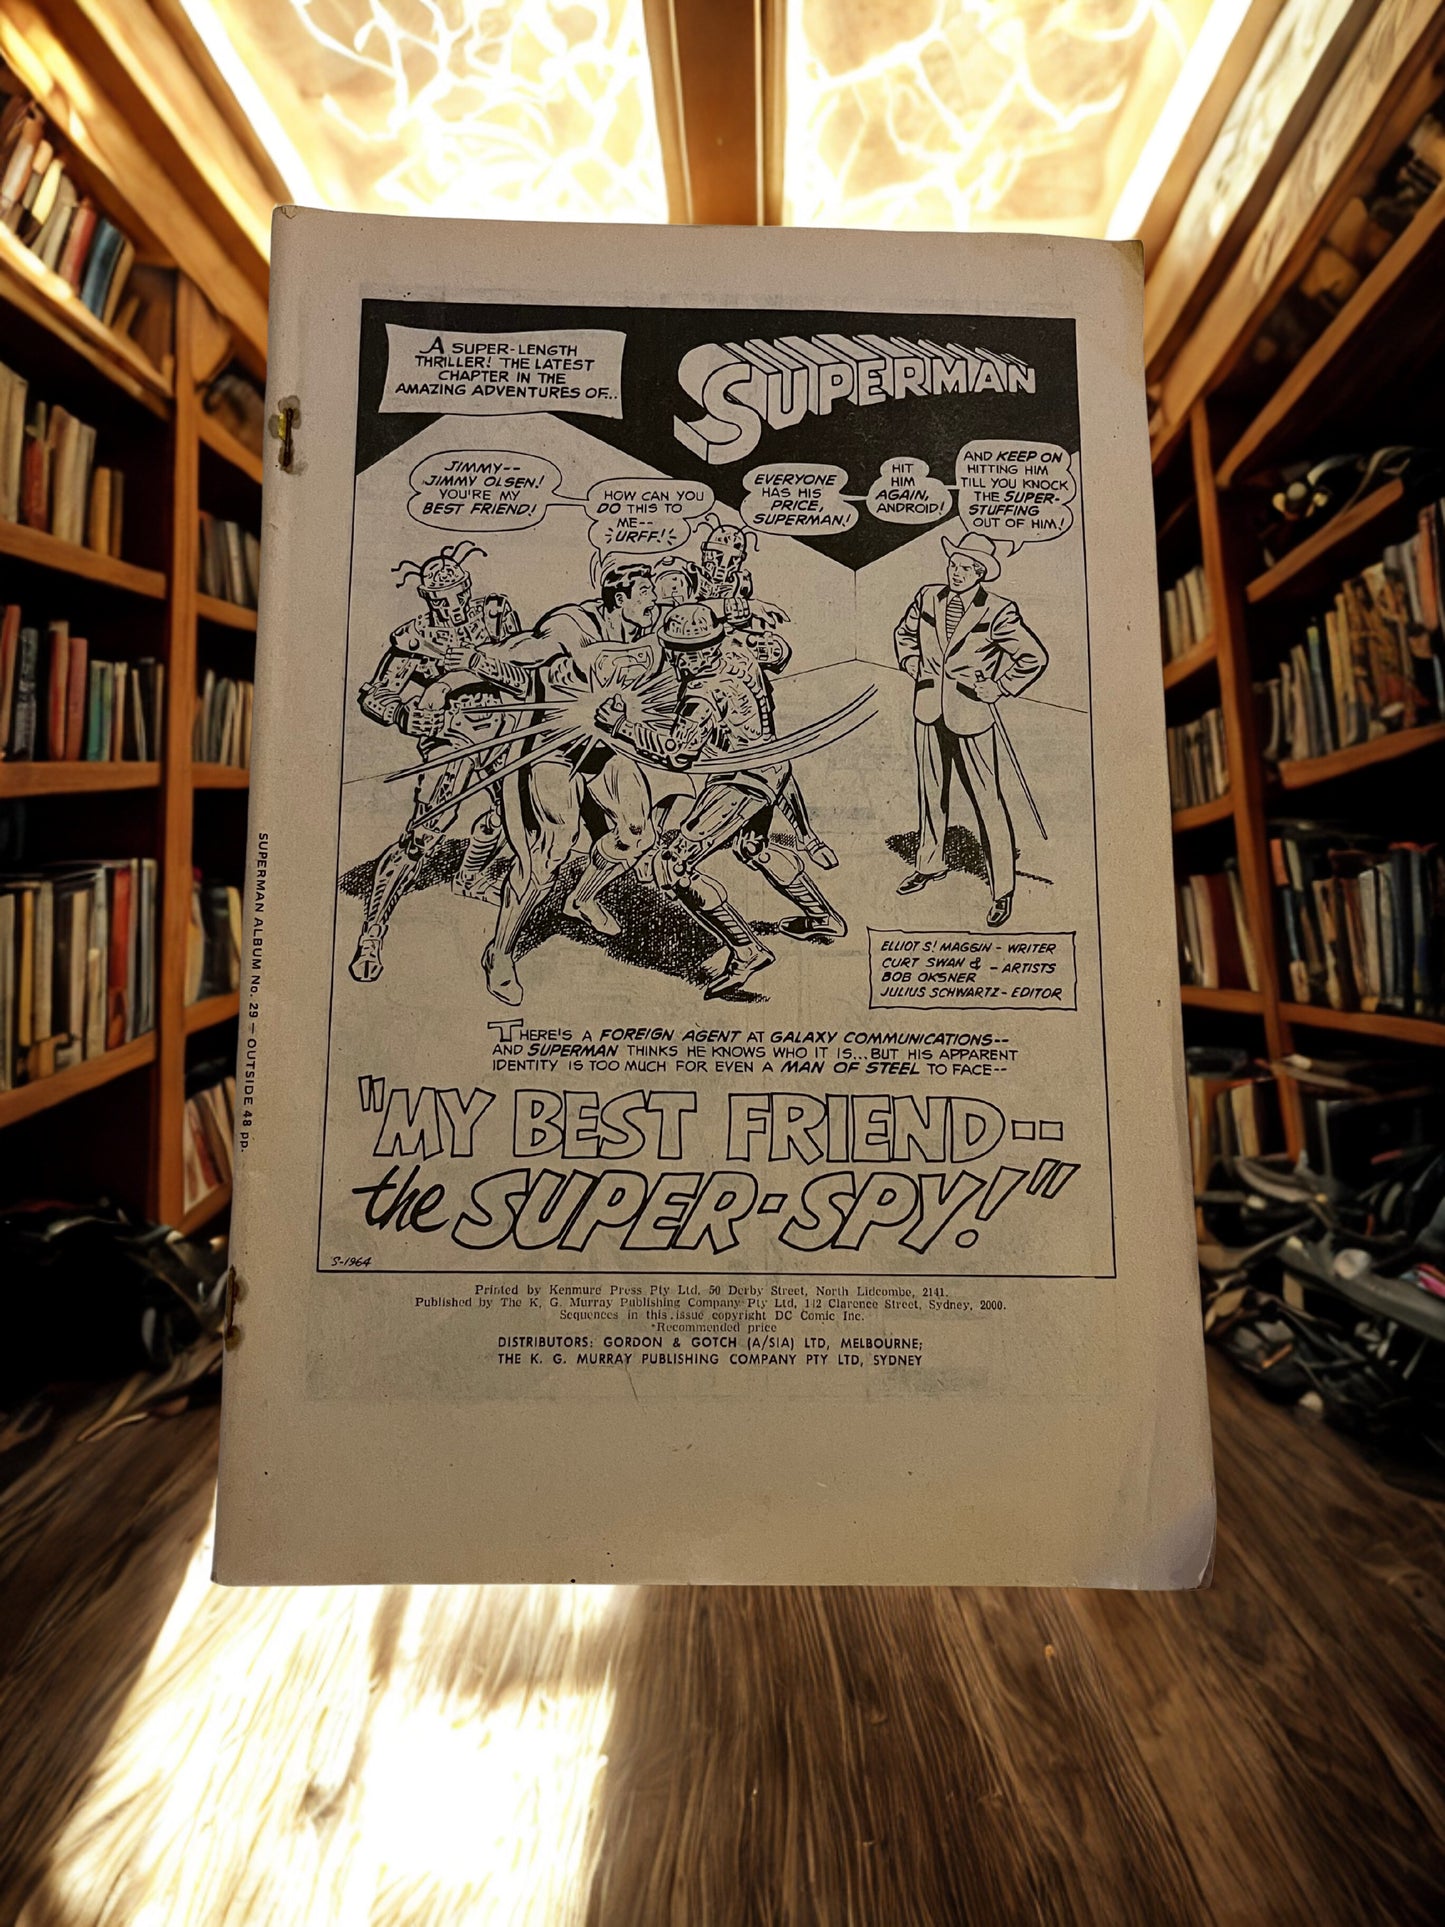 A SUPER-LENGTH
THRILLER! THE LATEST
CHAPTER IN THE
AMAZING ADVENTURES OF...
SUPERMAN
JIMMY--
JIMMY OLSEN!
YOU'RE MY
BEST FRIEND!
HOW CAN YOU
DO THIS TO
ME--
URFF!
EVERYONE
HAS HIS
PRICE,
SUPERMAN!
HIT
HIM
AGAIN,
ANDROID!
AND KEEP ON
HITTING HIM
TILL YOU KNOCK
THE SUPER-
STUFFING
OUT OF HIM!
ELLIOT S! MAGGIN - WRITER
CURT SWAN &
BOB OKSNER - ARTISTS
JULIUS SCHWARTZ - EDITOR
THERE'S A FOREIGN AGENT AT GALAXY COMMUNICATIONS--
AND SUPERMAN THINKS HE KNOWS WHO IT IS...BUT HIS APPARENT
IDENTITY IS TOO MUCH FOR EVEN A MAN OF STEEL TO FACE--
"MY BEST FRIEND--
the SUPER-SPY!"
S-1964
Printed by Kenmure Press Pty Ltd, 50 Derby Street, North Lidcombe, 2141.
Published by The K. G. Murray Publishing Company Pty Ltd, 142 Clarence Street, Sydney, 2000.
Sequences in this issue copyright DC Comic Inc.
*Recommended price
DISTRIBUTORS: GORDON & GOTCH (A/SIA) LTD, MELBOURNE;
THE K. G. MURRAY PUBLISHING COMPANY PTY LTD, SYDNEY
SUPERMAN ALBUM No. 29 — OUTSIDE 48 pp.